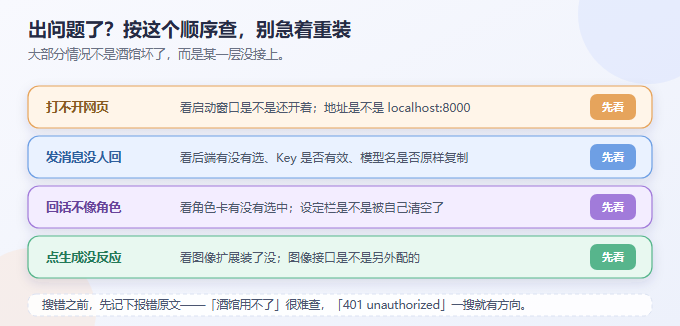 出问题了？按这个顺序查，别急着重装
大部分情况不是酒馆坏了，而是某一层没接上。
打不开网页 看启动窗口是不是还开着；地址是不是 localhost:8000 先看
发消息没人回 看后端有没有选、Key 是否有效、模型名是否原样复制 先看
回话不像角色 看角色卡有没有选中；设定栏是不是被自己清空了 先看
点生成没反应 看图像扩展装了没；图像接口是不是另外配的 先看
搜错之前，先记下报错原文——「酒馆用不了」很难查，「401 unauthorized」一搜就有方向。